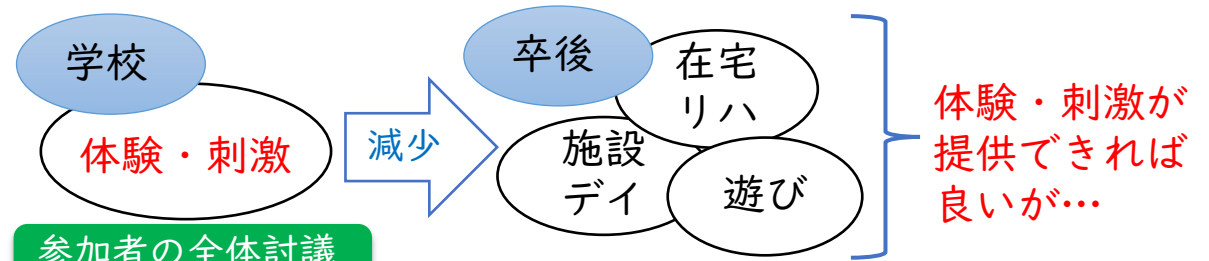 学校
体験・刺激
減少
卒後
在宅
リハ
施設
デイ
遊び
体験・刺激が
提供できれば
良いが…
参加者の全体討議